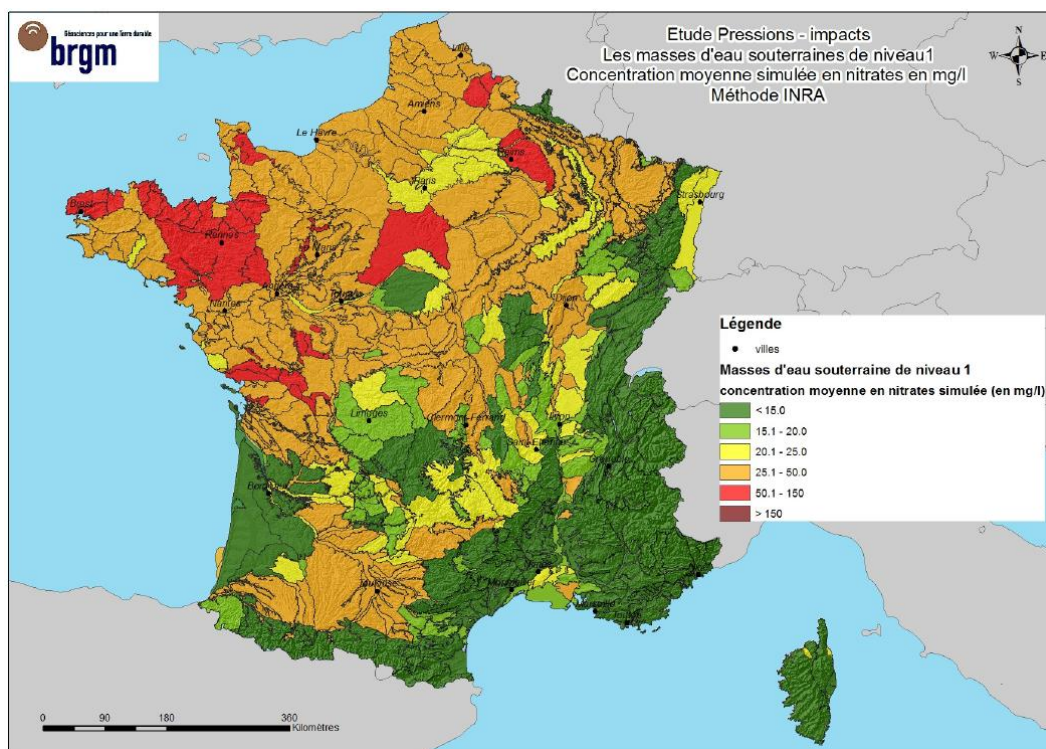 Géosciences pour une Terre durable
brgm
Etude Pressions - impacts
Les masses d'eau souterraines de niveau1
Concentration moyenne simulée en nitrates en mg/l
Méthode INRA
N
W
E
S
Lille
Amiens
Le Havre
Reims
Paris
Strasbourg
Brest
Rennes
Nantes
Dijon
Limoges
Clermont-Ferrand
Toulouse
Légende
villes
Masses d'eau souterraine de niveau 1
concentration moyenne en nitrates simulée (en mg/l)
< 15.0
15.1 - 20.0
20.1 - 25.0
25.1 - 50.0
50.1 - 150
> 150
0 90 180 360
Kilomètres